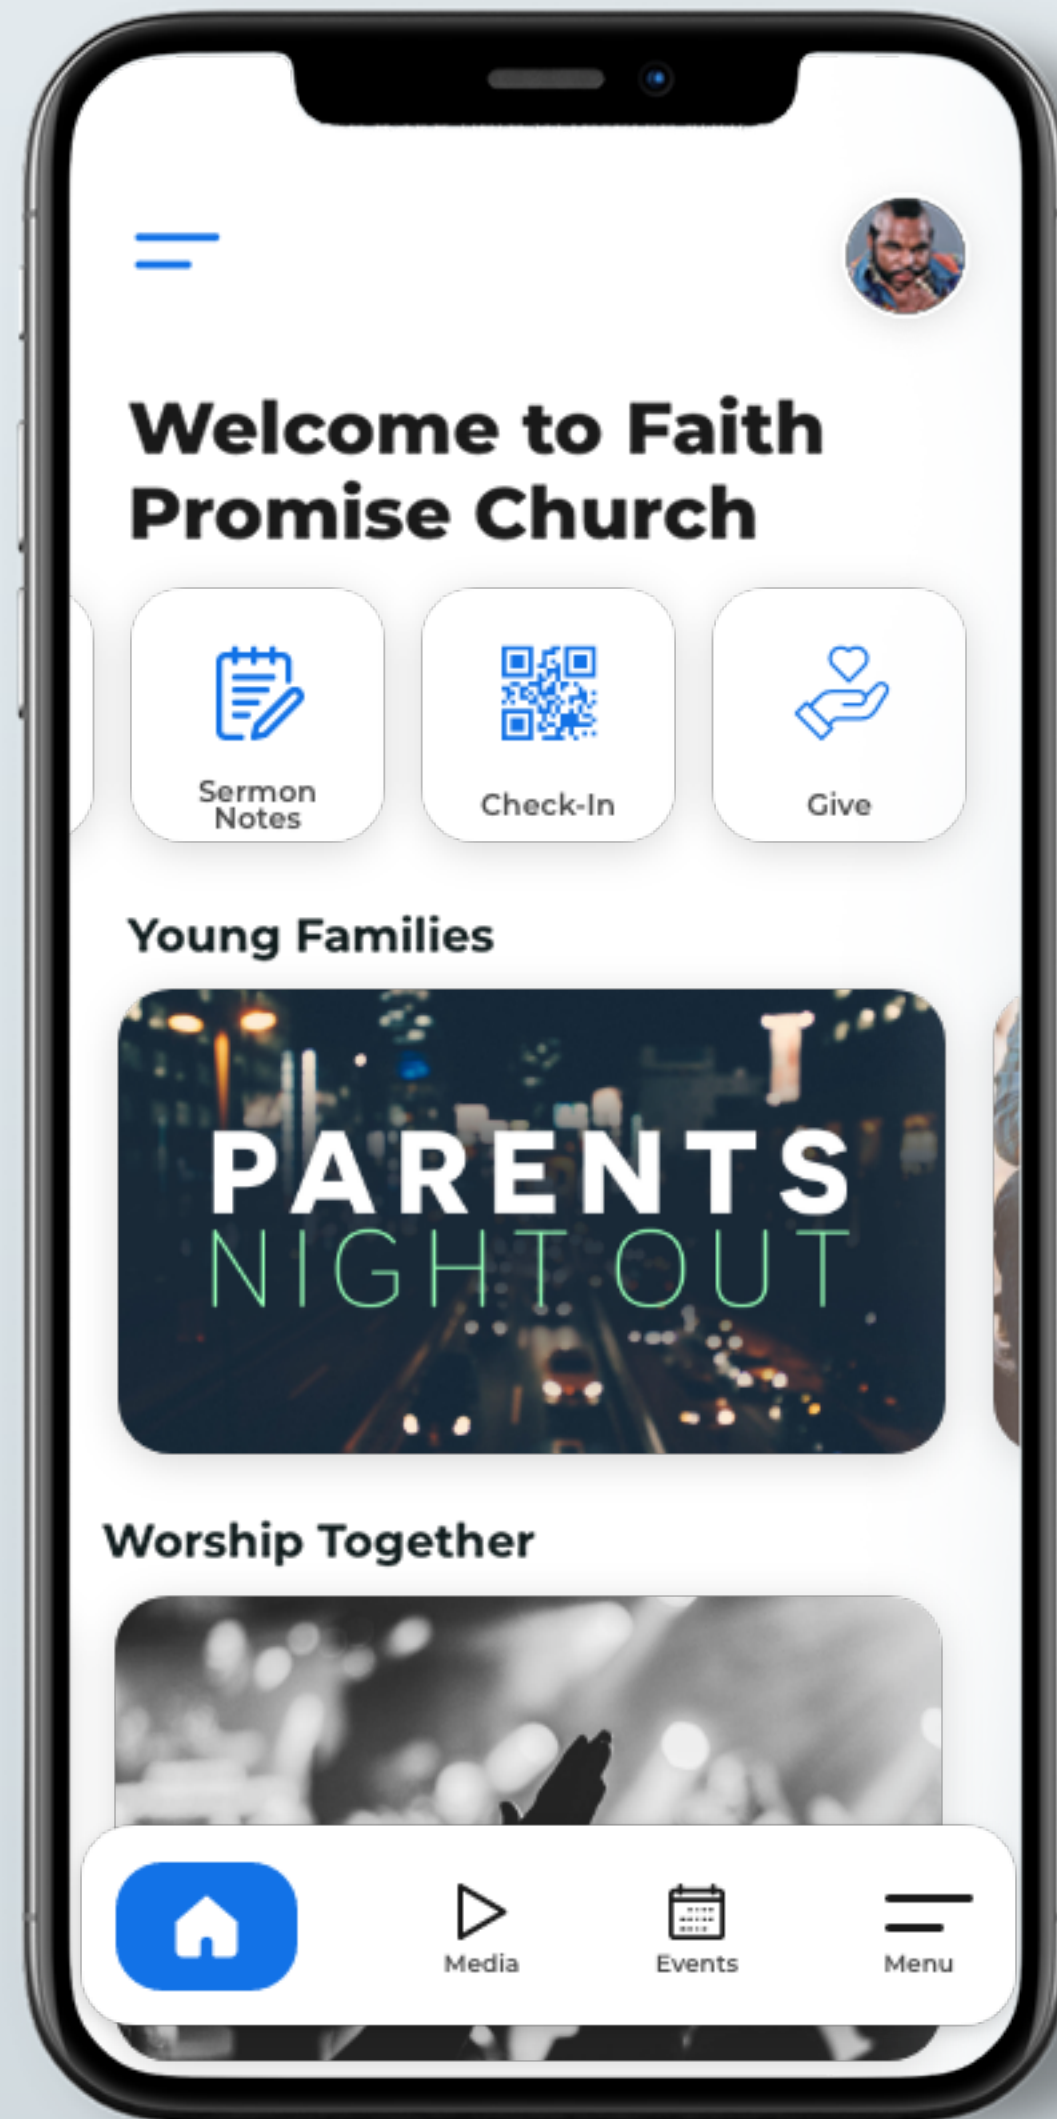 Welcome to Faith
Promise Church
Sermon
Notes
Check-In
Give
Young Families
PARENTS
NIGHT OUT
Worship Together
Media
Events
Menu